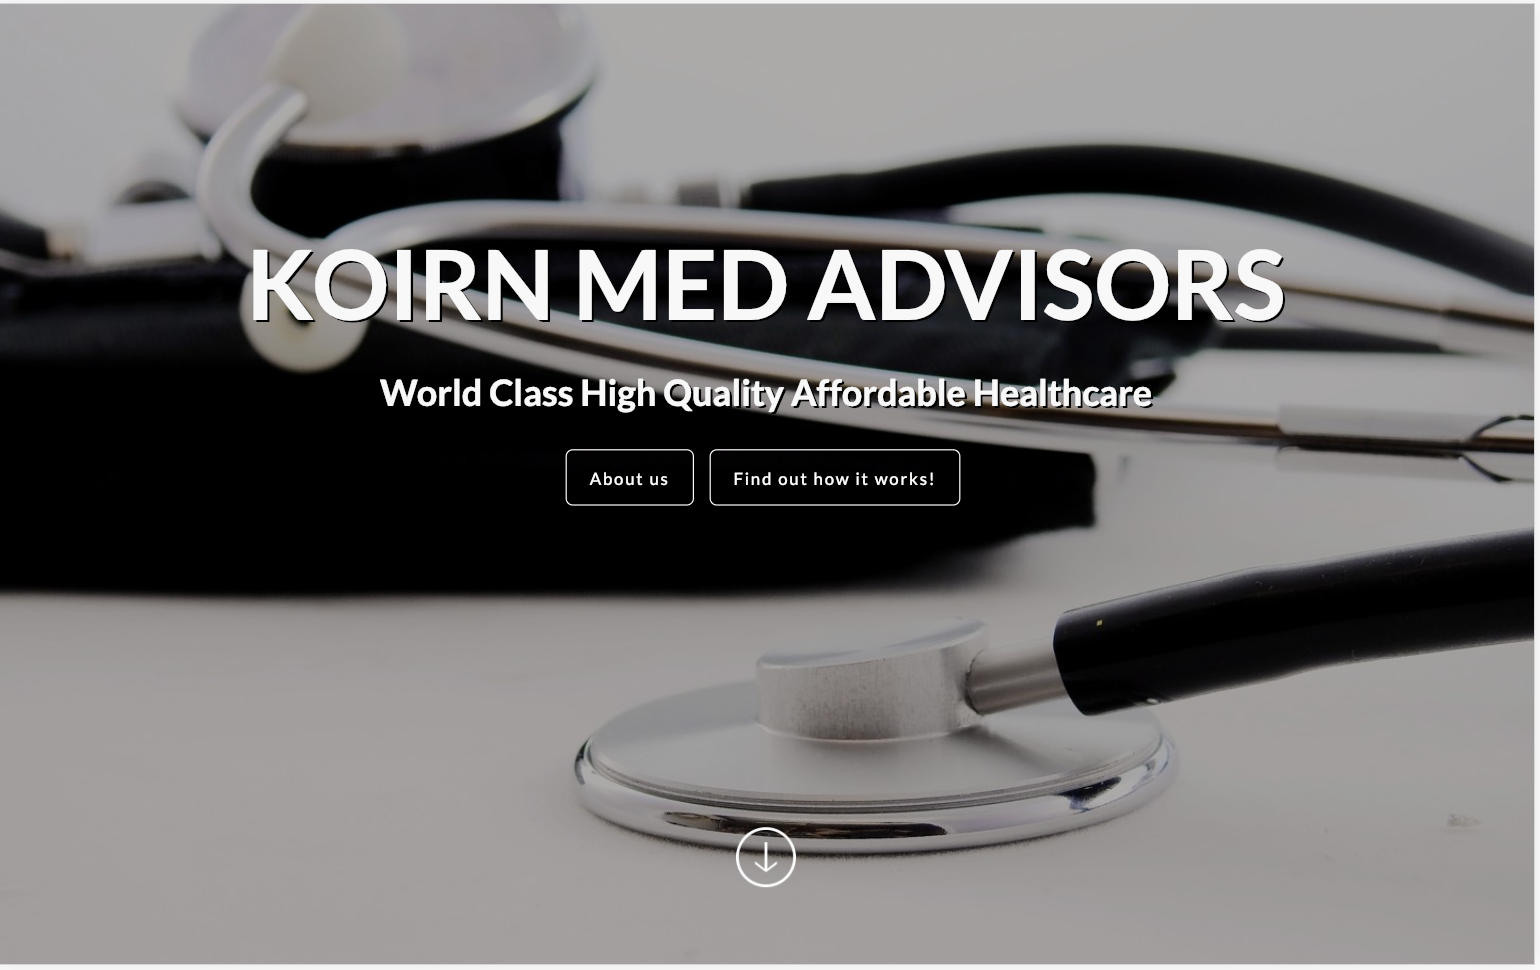 KOIRN MED ADVISORS
World Class High Quality Affordable Healthcare
About us
Find out how it works!